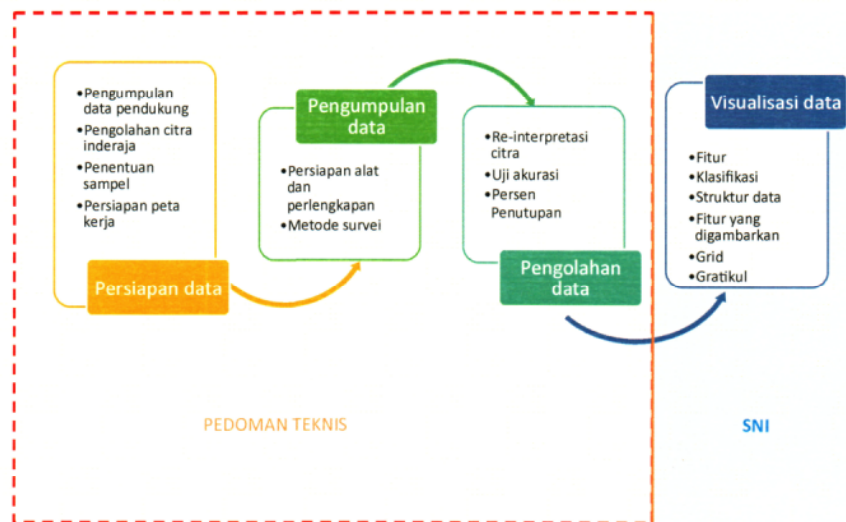 •Pengumpulan
data pendukung
•Pengolahan citra
inderaja
•Penentuan
sampel
•Persiapan peta
kerja
Persiapan data
Pengumpulan
data
•Persiapan alat
dan
perlengkapan
•Metode survei
•Re-interpretasi
citra
•Uji akurasi
•Persen
Penutupan
Pengolahan
data
Visualisasi data
•Fitur
•Klasifikasi
•Struktur data
•Fitur yang
digambarkan
•Grid
•Gratikul
PEDOMAN TEKNIS
SNI